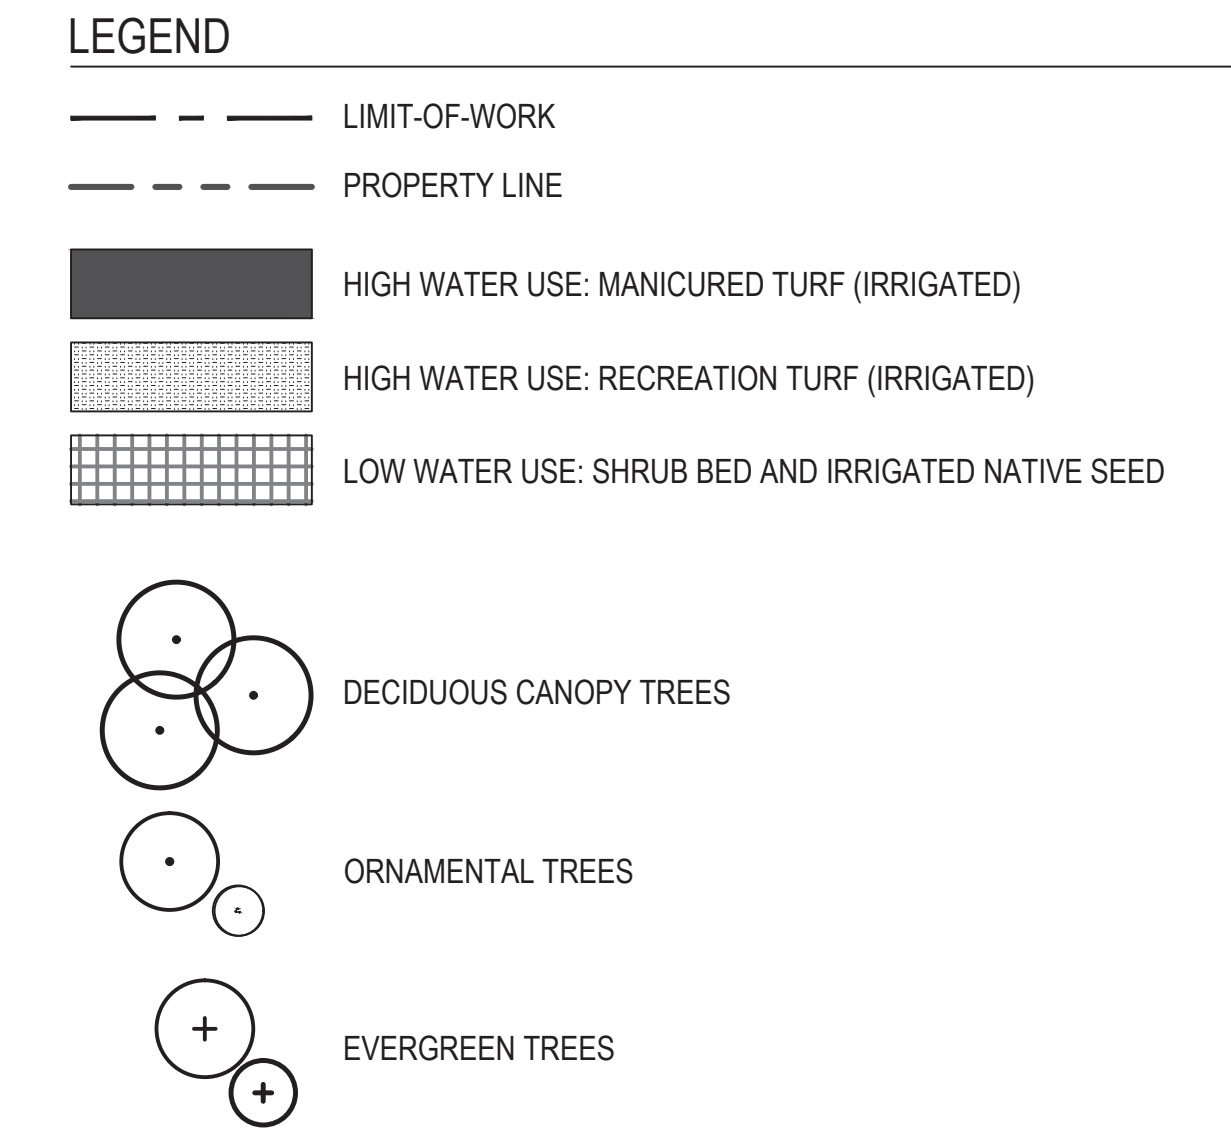 LEGEND
LIMIT-OF-WORK
PROPERTY LINE
HIGH WATER USE: MANICURED TURF (IRRIGATED)
HIGH WATER USE: RECREATION TURF (IRRIGATED)
LOW WATER USE: SHRUB BED AND IRRIGATED NATIVE SEED
DECIDUOUS CANOPY TREES
ORNAMENTAL TREES
EVERGREEN TREES